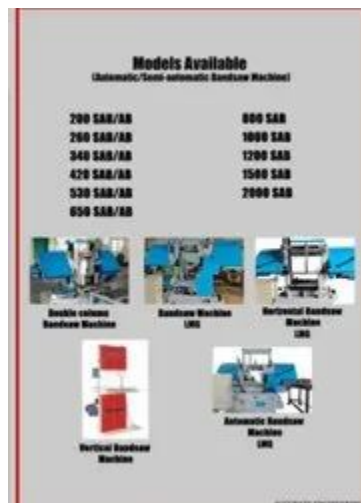 Models Available
(Automatic/Semi-automatic Bandsaw Machine)
200 SAB/AB
260 SAB/AB
340 SAB/AB
420 SAB/AB
530 SAB/AB
650 SAB/AB
800 SAB
1000 SAB
1200 SAB
1500 SAB
2000 SAB
Double column
Bandsaw Machine
Bandsaw Machine
LMG
Horizontal Bandsaw
Machine
LMG
Vertical Bandsaw
Machine
Automatic Bandsaw
Machine
LMG